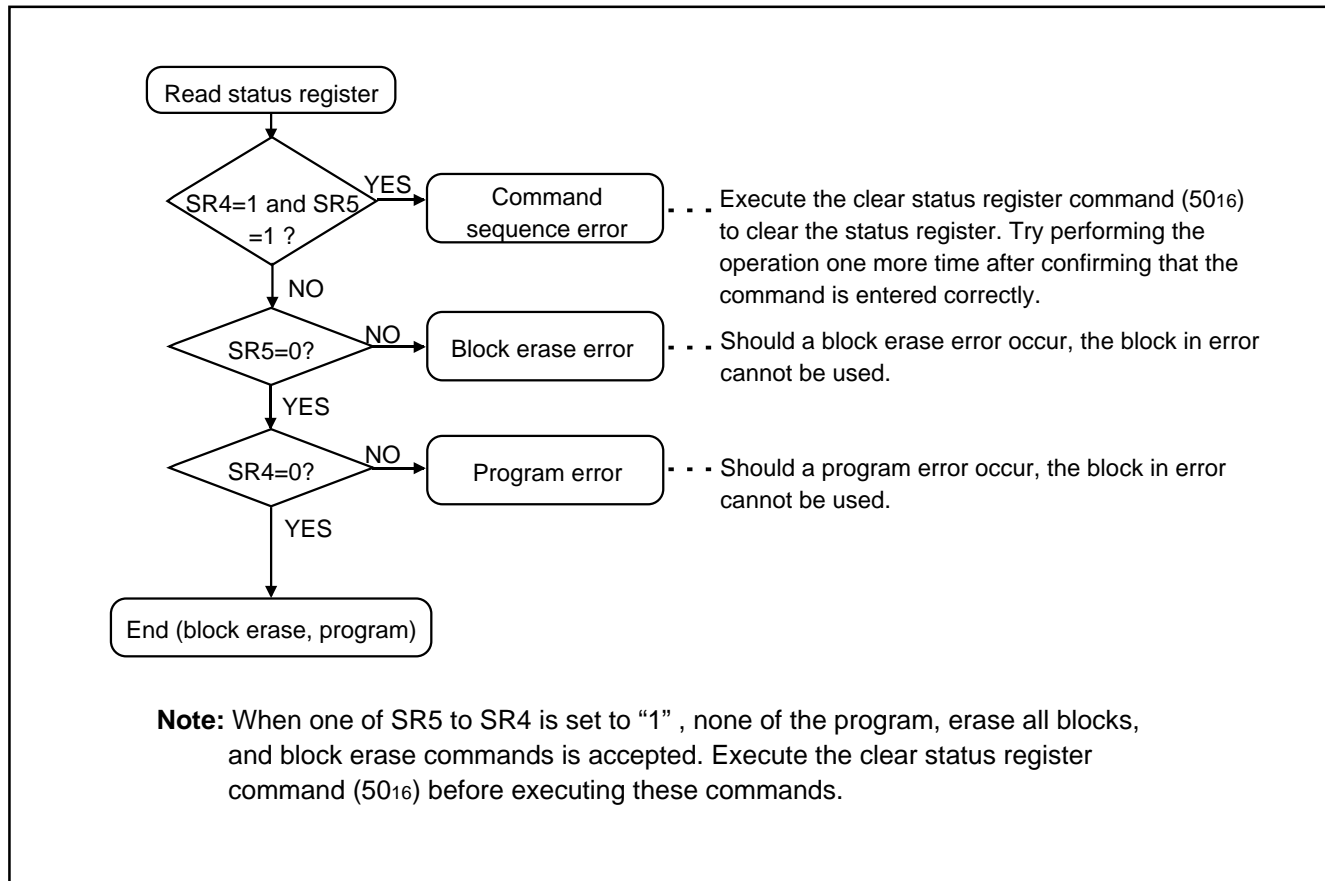 Read status register
SR4=1 and SR5
=1 ?
YES
Command
sequence error
Execute the clear status register command (5016)
to clear the status register. Try performing the
operation one more time after confirming that the
command is entered correctly.
NO
SR5=0?
NO
Block erase error
Should a block erase error occur, the block in error
cannot be used.
YES
SR4=0?
NO
Program error
Should a program error occur, the block in error
cannot be used.
YES
End (block erase, program)
Note: When one of SR5 to SR4 is set to “1” , none of the program, erase all blocks,
and block erase commands is accepted. Execute the clear status register
command (5016) before executing these commands.